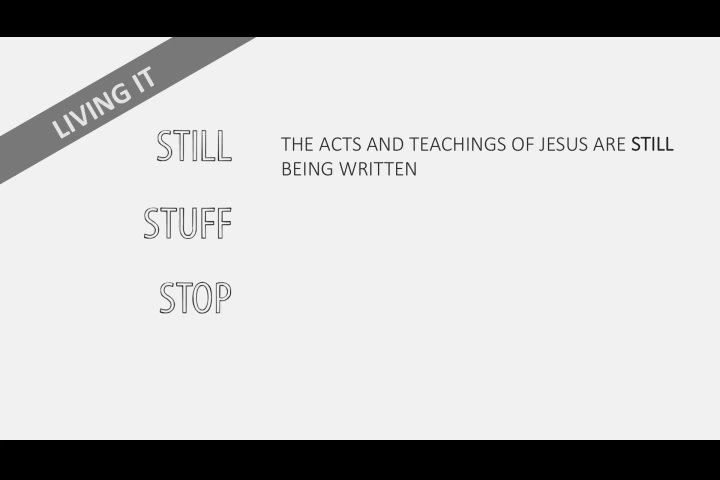 LIVING IT
STILL
THE ACTS AND TEACHINGS OF JESUS ARE STILL
BEING WRITTEN
STUFF
STOP